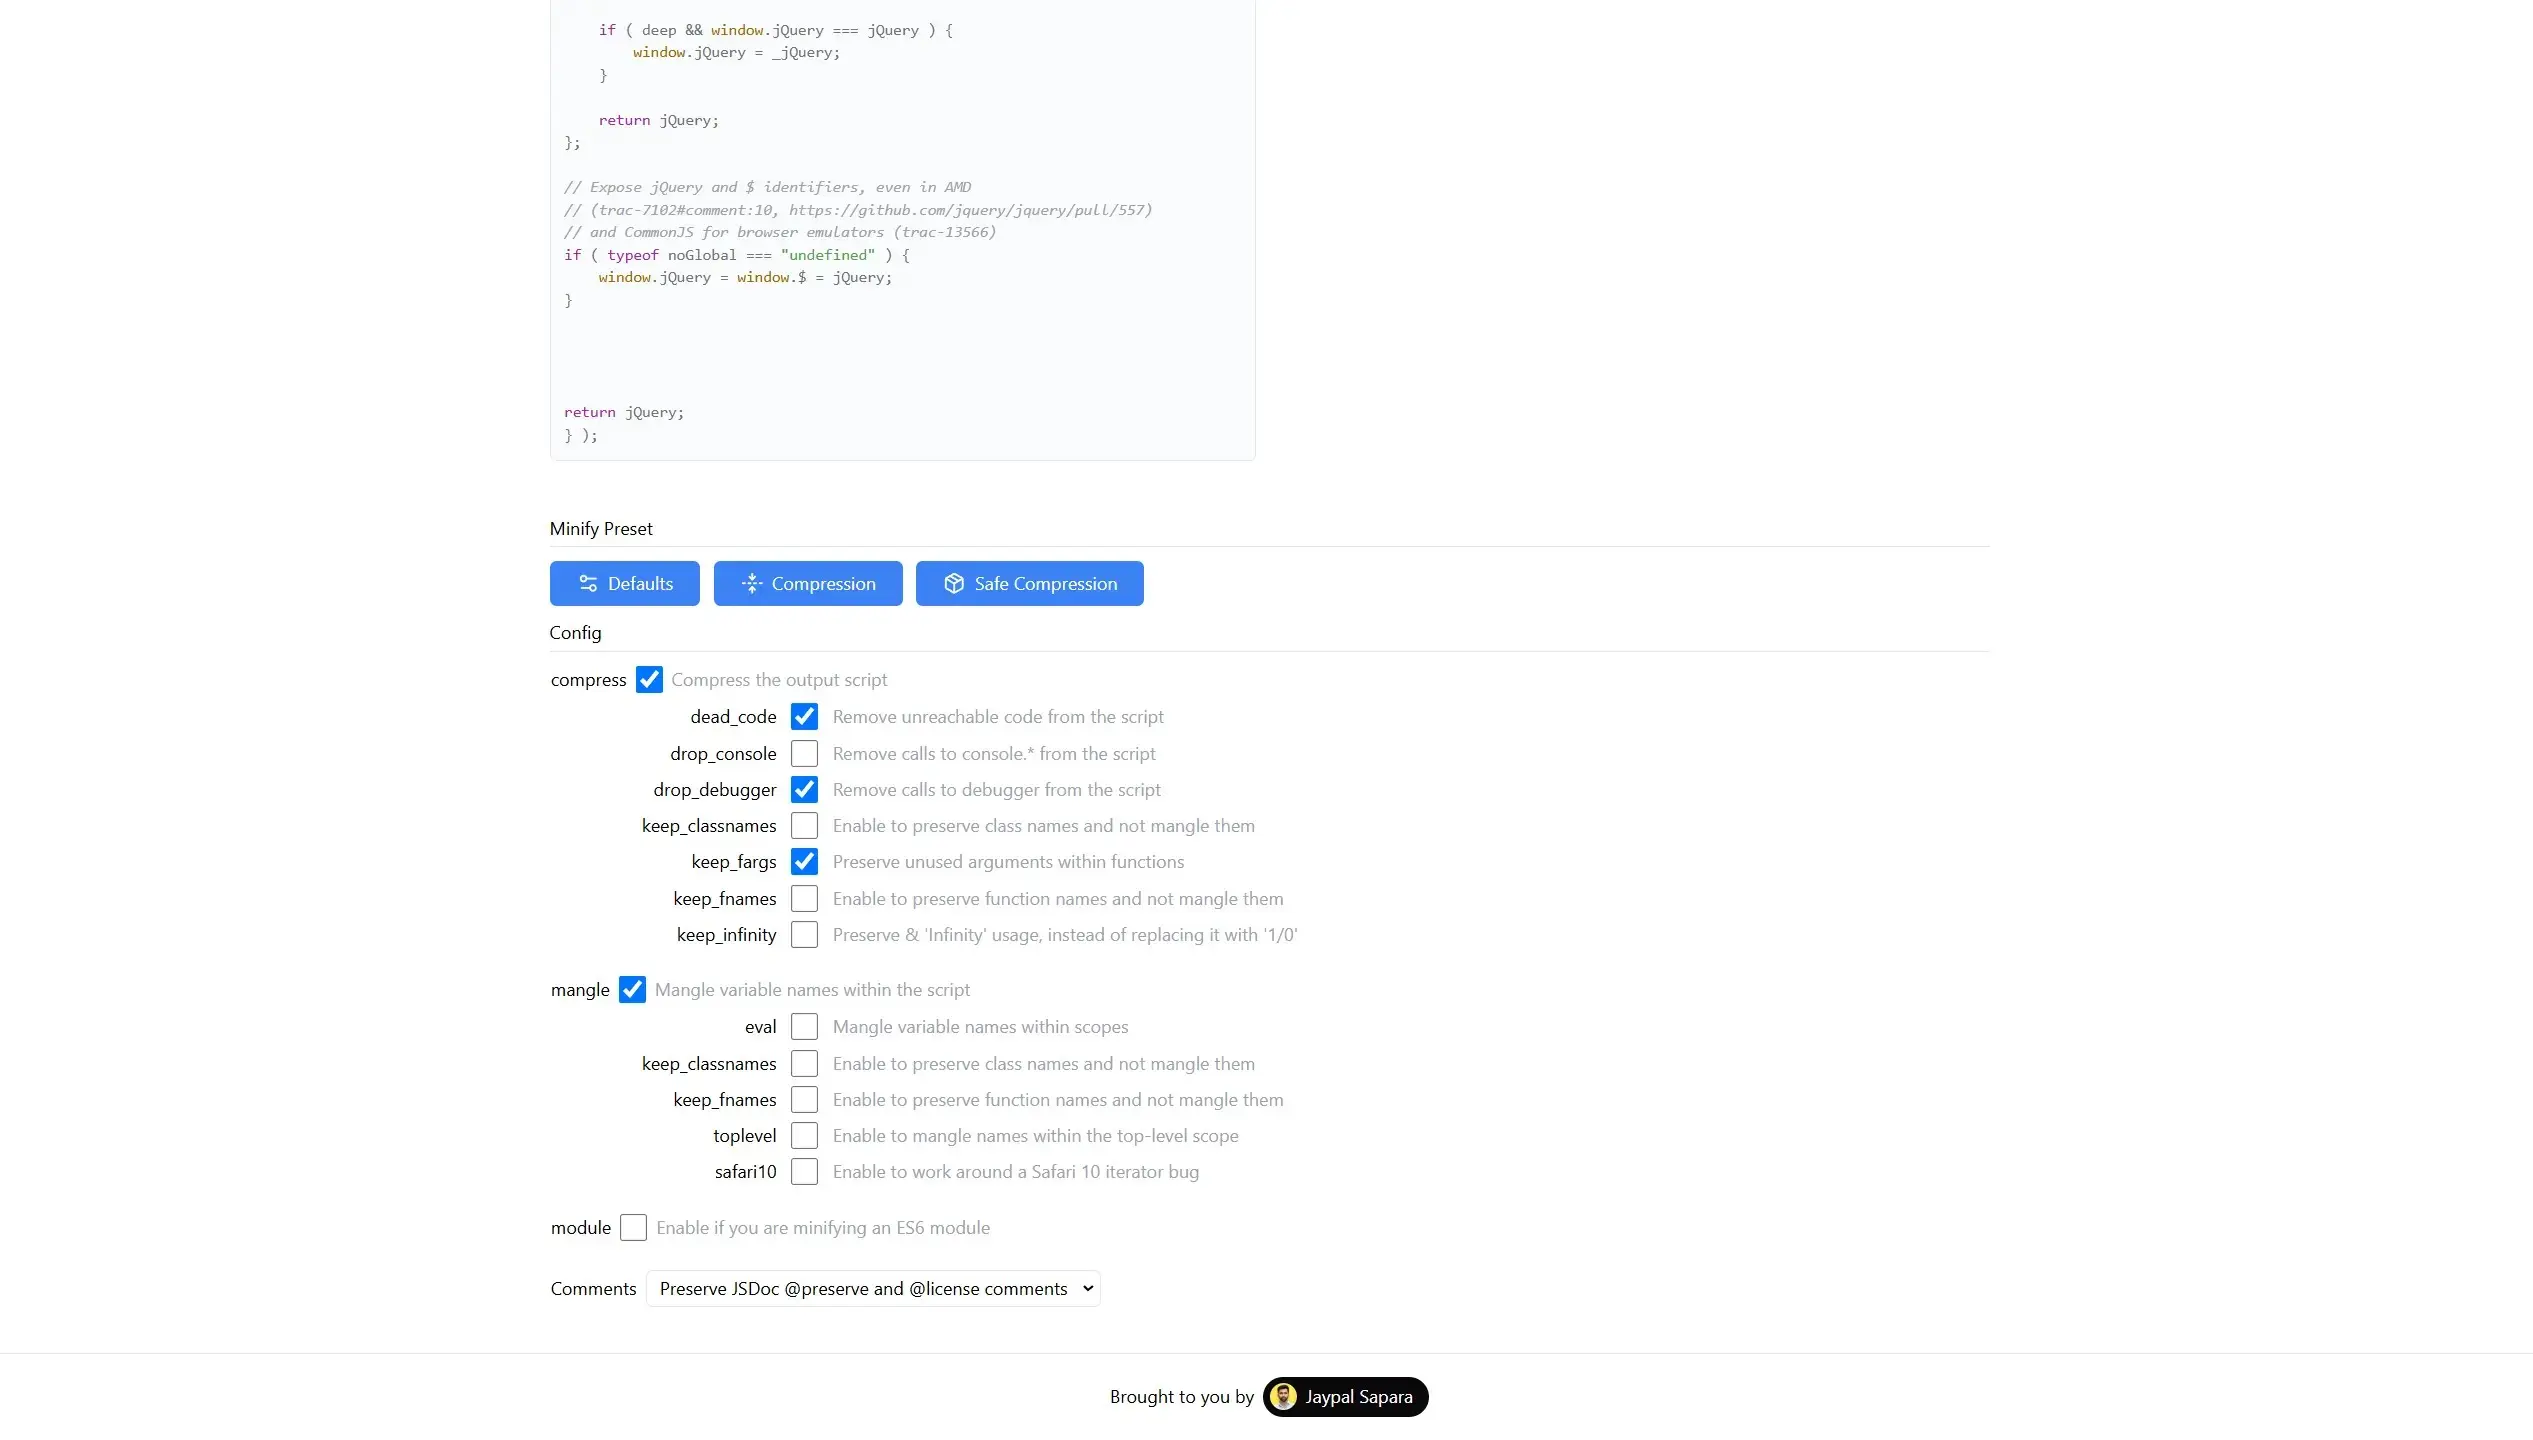 if ( deep && window.jQuery === jQuery ) {
window.jQuery = _jQuery;
}
return jQuery;
};
// Expose jQuery and $ identifiers, even in AMD
// (trac-7102#comment:10, https://github.com/jquery/jquery/pull/557)
// and CommonJS for browser emulators (trac-13566)
if ( typeof noGlobal === "undefined" ) {
window.jQuery = window.$ = jQuery;
}
return jQuery;
} );
Minify Preset
Defaults Compression Safe Compression
Config
compress Compress the output script
dead_code Remove unreachable code from the script
drop_console Remove calls to console.* from the script
drop_debugger Remove calls to debugger from the script
keep_classnames Enable to preserve class names and not mangle them
keep_fargs Preserve unused arguments within functions
keep_fnames Enable to preserve function names and not mangle them
keep_infinity Preserve & 'Infinity' usage, instead of replacing it with '1/0'
mangle Mangle variable names within the script
eval Mangle variable names within scopes
keep_classnames Enable to preserve class names and not mangle them
keep_fnames Enable to preserve function names and not mangle them
toplevel Enable to mangle names within the top-level scope
safari10 Enable to work around a Safari 10 iterator bug
module Enable if you are minifying an ES6 module
Comments Preserve JSDoc @preserve and @license comments
Brought to you by Jaypal Sapara